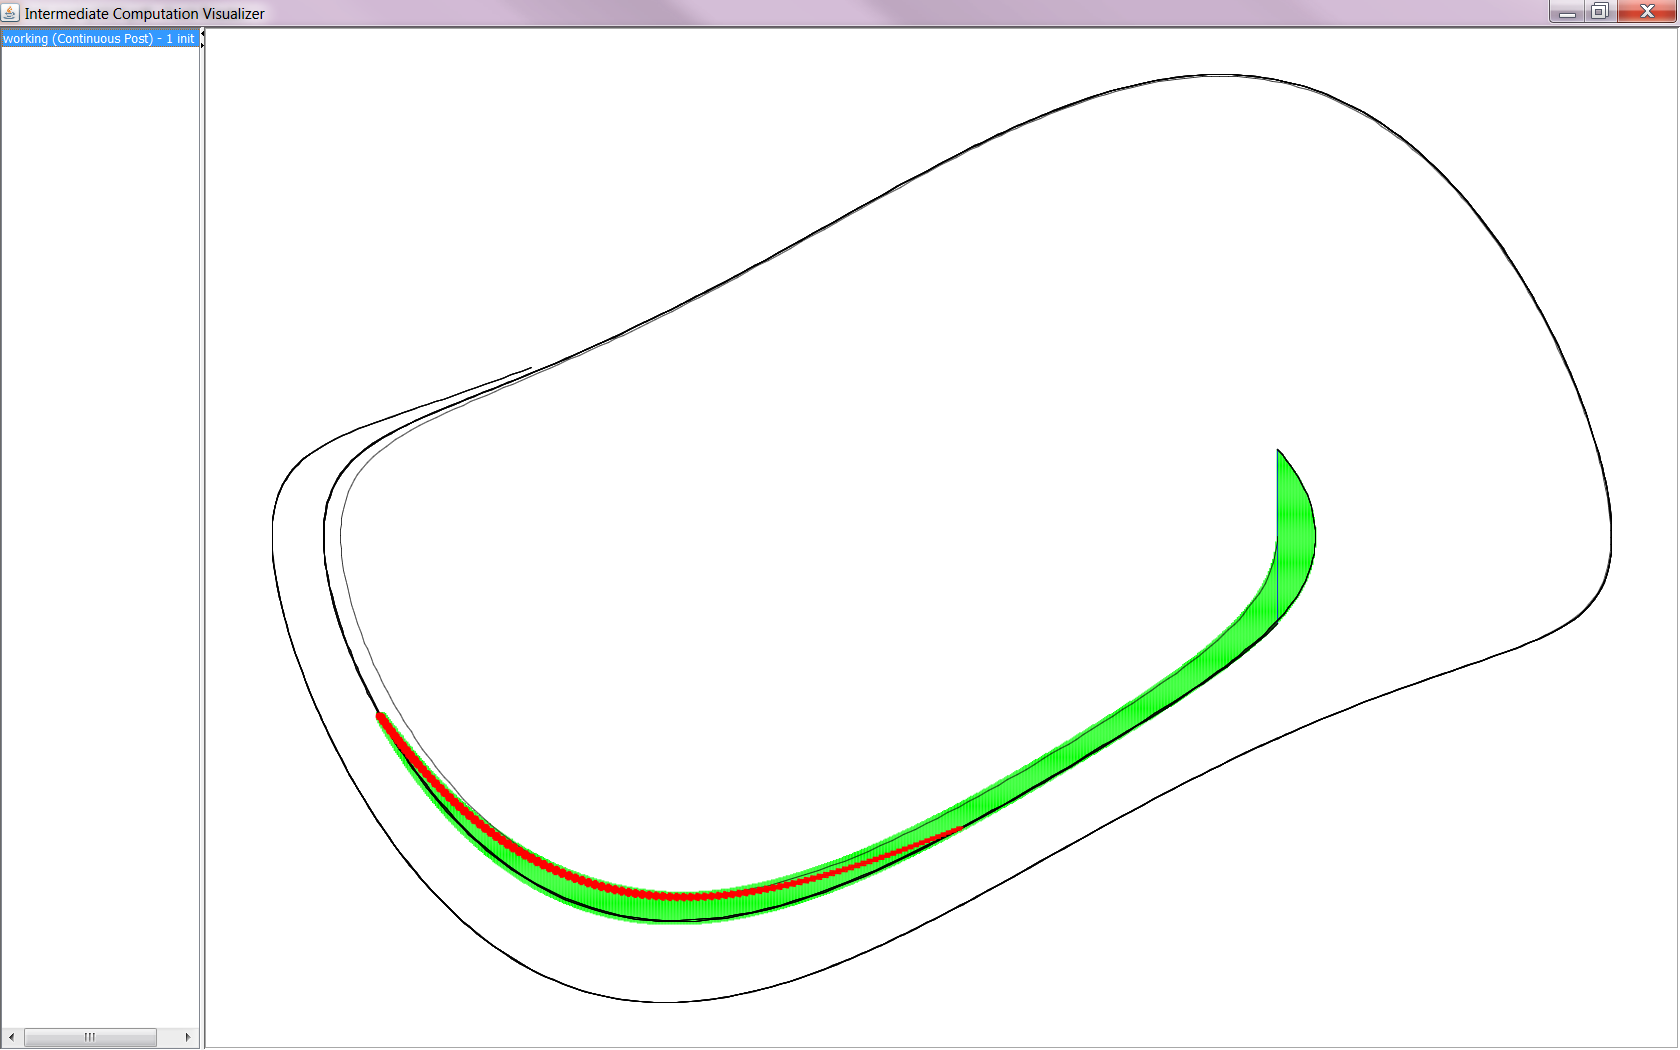 Intermediate Computation Visualizer
working (Continuous Post) - 1 init